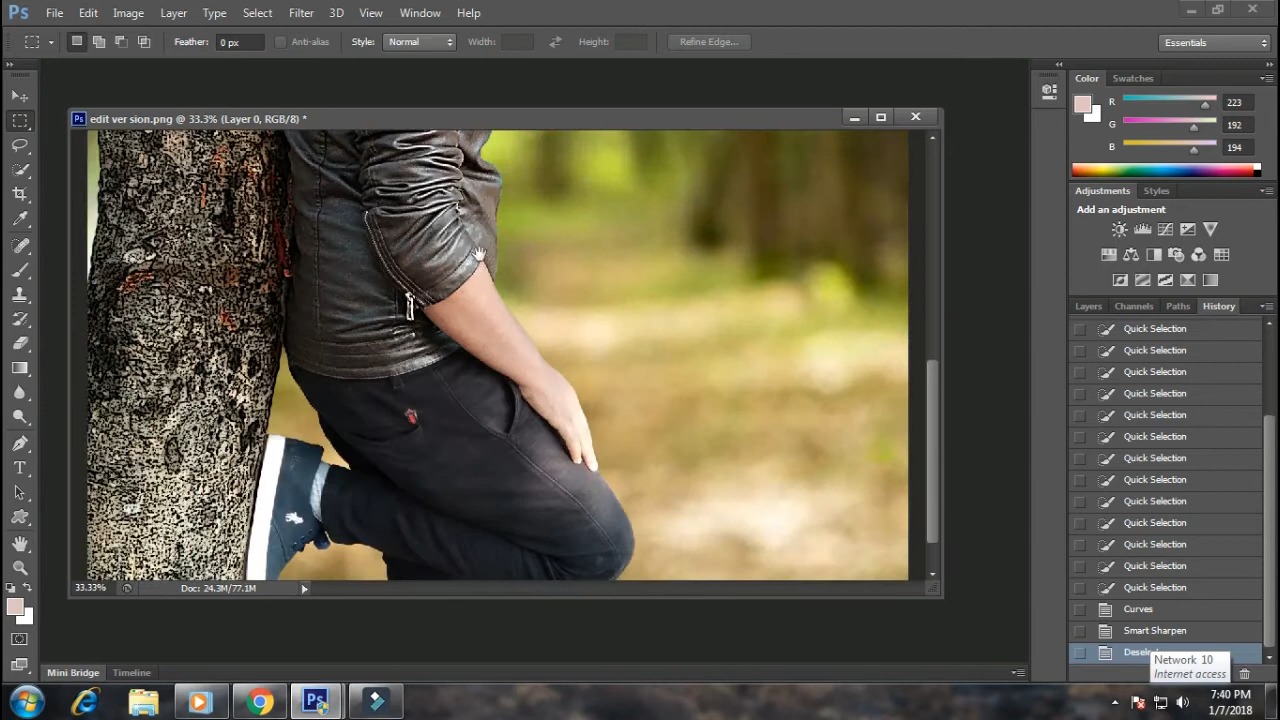 Ps File Edit Image Layer Type Select Filter 3D View Window Help
Feather: 0 px Anti-alias Style: Normal Width: Height: Refine Edge... Essentials
Ps edit ver sion.png @ 33.3% (Layer 0, RGB/8) *
Color Swatches
R 223
G 192
B 194
Adjustments Styles
Add an adjustment
Layers Channels Paths History
Quick Selection
Quick Selection
Quick Selection
Quick Selection
Quick Selection
Quick Selection
Quick Selection
Quick Selection
Quick Selection
Quick Selection
Quick Selection
Quick Selection
Quick Selection
Curves
Smart Sharpen
Network 10
Internet access
33.33% Doc: 24.3M/77.1M
Mini Bridge Timeline
Ps
7:40 PM
1/7/2018